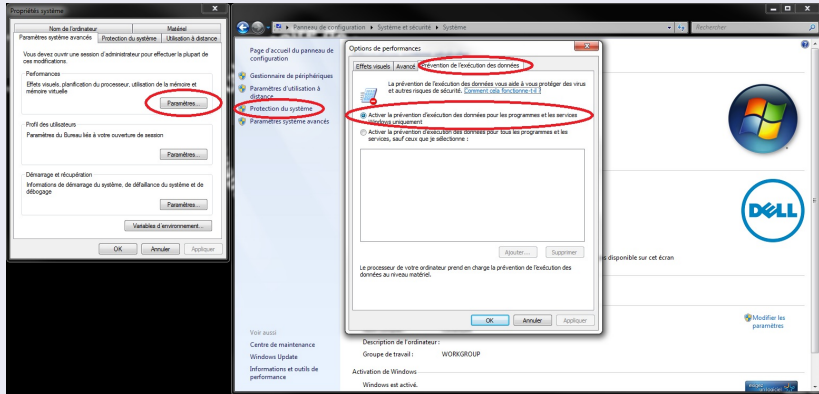 Propriétés système
Nom de l'ordinateur
Matériel
Paramètres système avancés
Protection du système
Utilisation à distance
Vous devez ouvrir une session d'administrateur pour effectuer la plupart de
ces modifications.
Performances
Effets visuels, planification du processeur, utilisation de la mémoire et
mémoire virtuelle
Paramètres...
Profil des utilisateurs
Paramètres du Bureau liés à votre ouverture de session
Paramètres...
Démarrage et récupération
Informations de démarrage du système, de défaillance du système et de
débogage
Paramètres...
Variables d'environnement...
OK
Annuler
Appliquer
Panneau de configuration
Système et sécurité
Système
Rechercher
Page d'accueil du panneau de
configuration
Gestionnaire de périphériques
Paramètres d'utilisation à
distance
Protection du système
Paramètres système avancés
Voir aussi
Centre de maintenance
Windows Update
Informations et outils de
performance
Options de performances
Effets visuels
Avancé
Prévention de l'exécution des données
La prévention de l'exécution des données vous aide à vous protéger des virus
et autres risques de sécurité. Comment cela fonctionne-t-il ?
Activer la prévention d'exécution des données pour les programmes et les services
Windows uniquement
Activer la prévention d'exécution des données pour tous les programmes et les
services, sauf ceux que je sélectionne :
Ajouter...
Supprimer
Le processeur de votre ordinateur prend en charge la prévention de l'exécution des
données au niveau matériel.
OK
Annuler
Appliquer
DELL
disponible sur cet écran
Modifier les
paramètres
Description de l'ordinateur :
Groupe de travail :
WORKGROUP
Activation de Windows
Windows est activé.